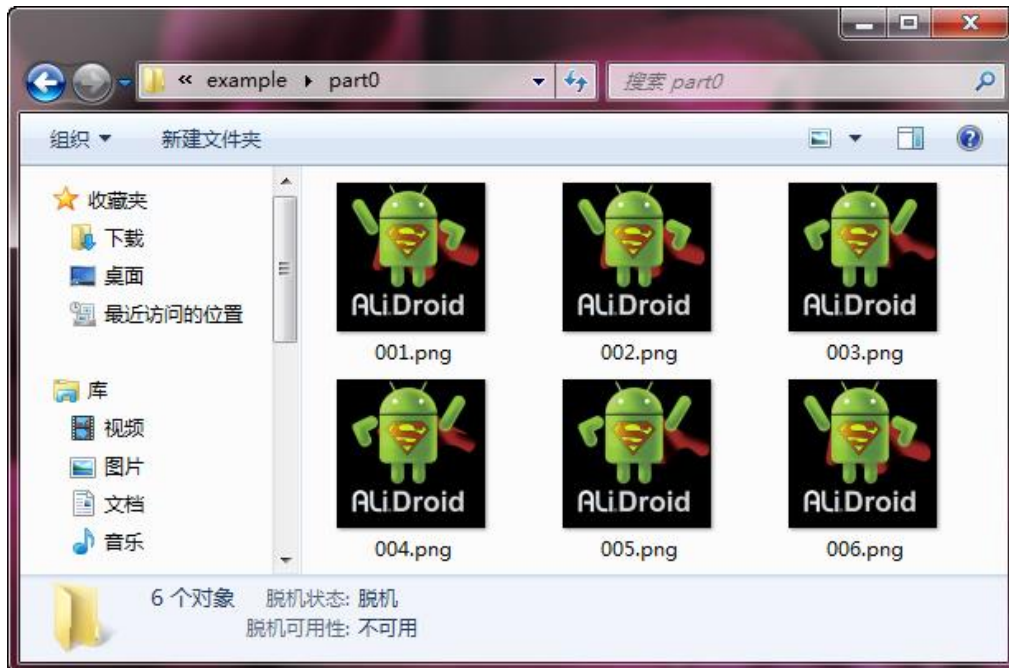 « example ▸ part0
搜索 part0
组织 新建文件夹
收藏夹
下载
桌面
最近访问的位置
库
视频
图片
文档
音乐
ALiDroid ALiDroid ALiDroid
001.png 002.png 003.png
ALiDroid ALiDroid ALiDroid
004.png 005.png 006.png
6 个对象 脱机状态: 脱机
脱机可用性: 不可用